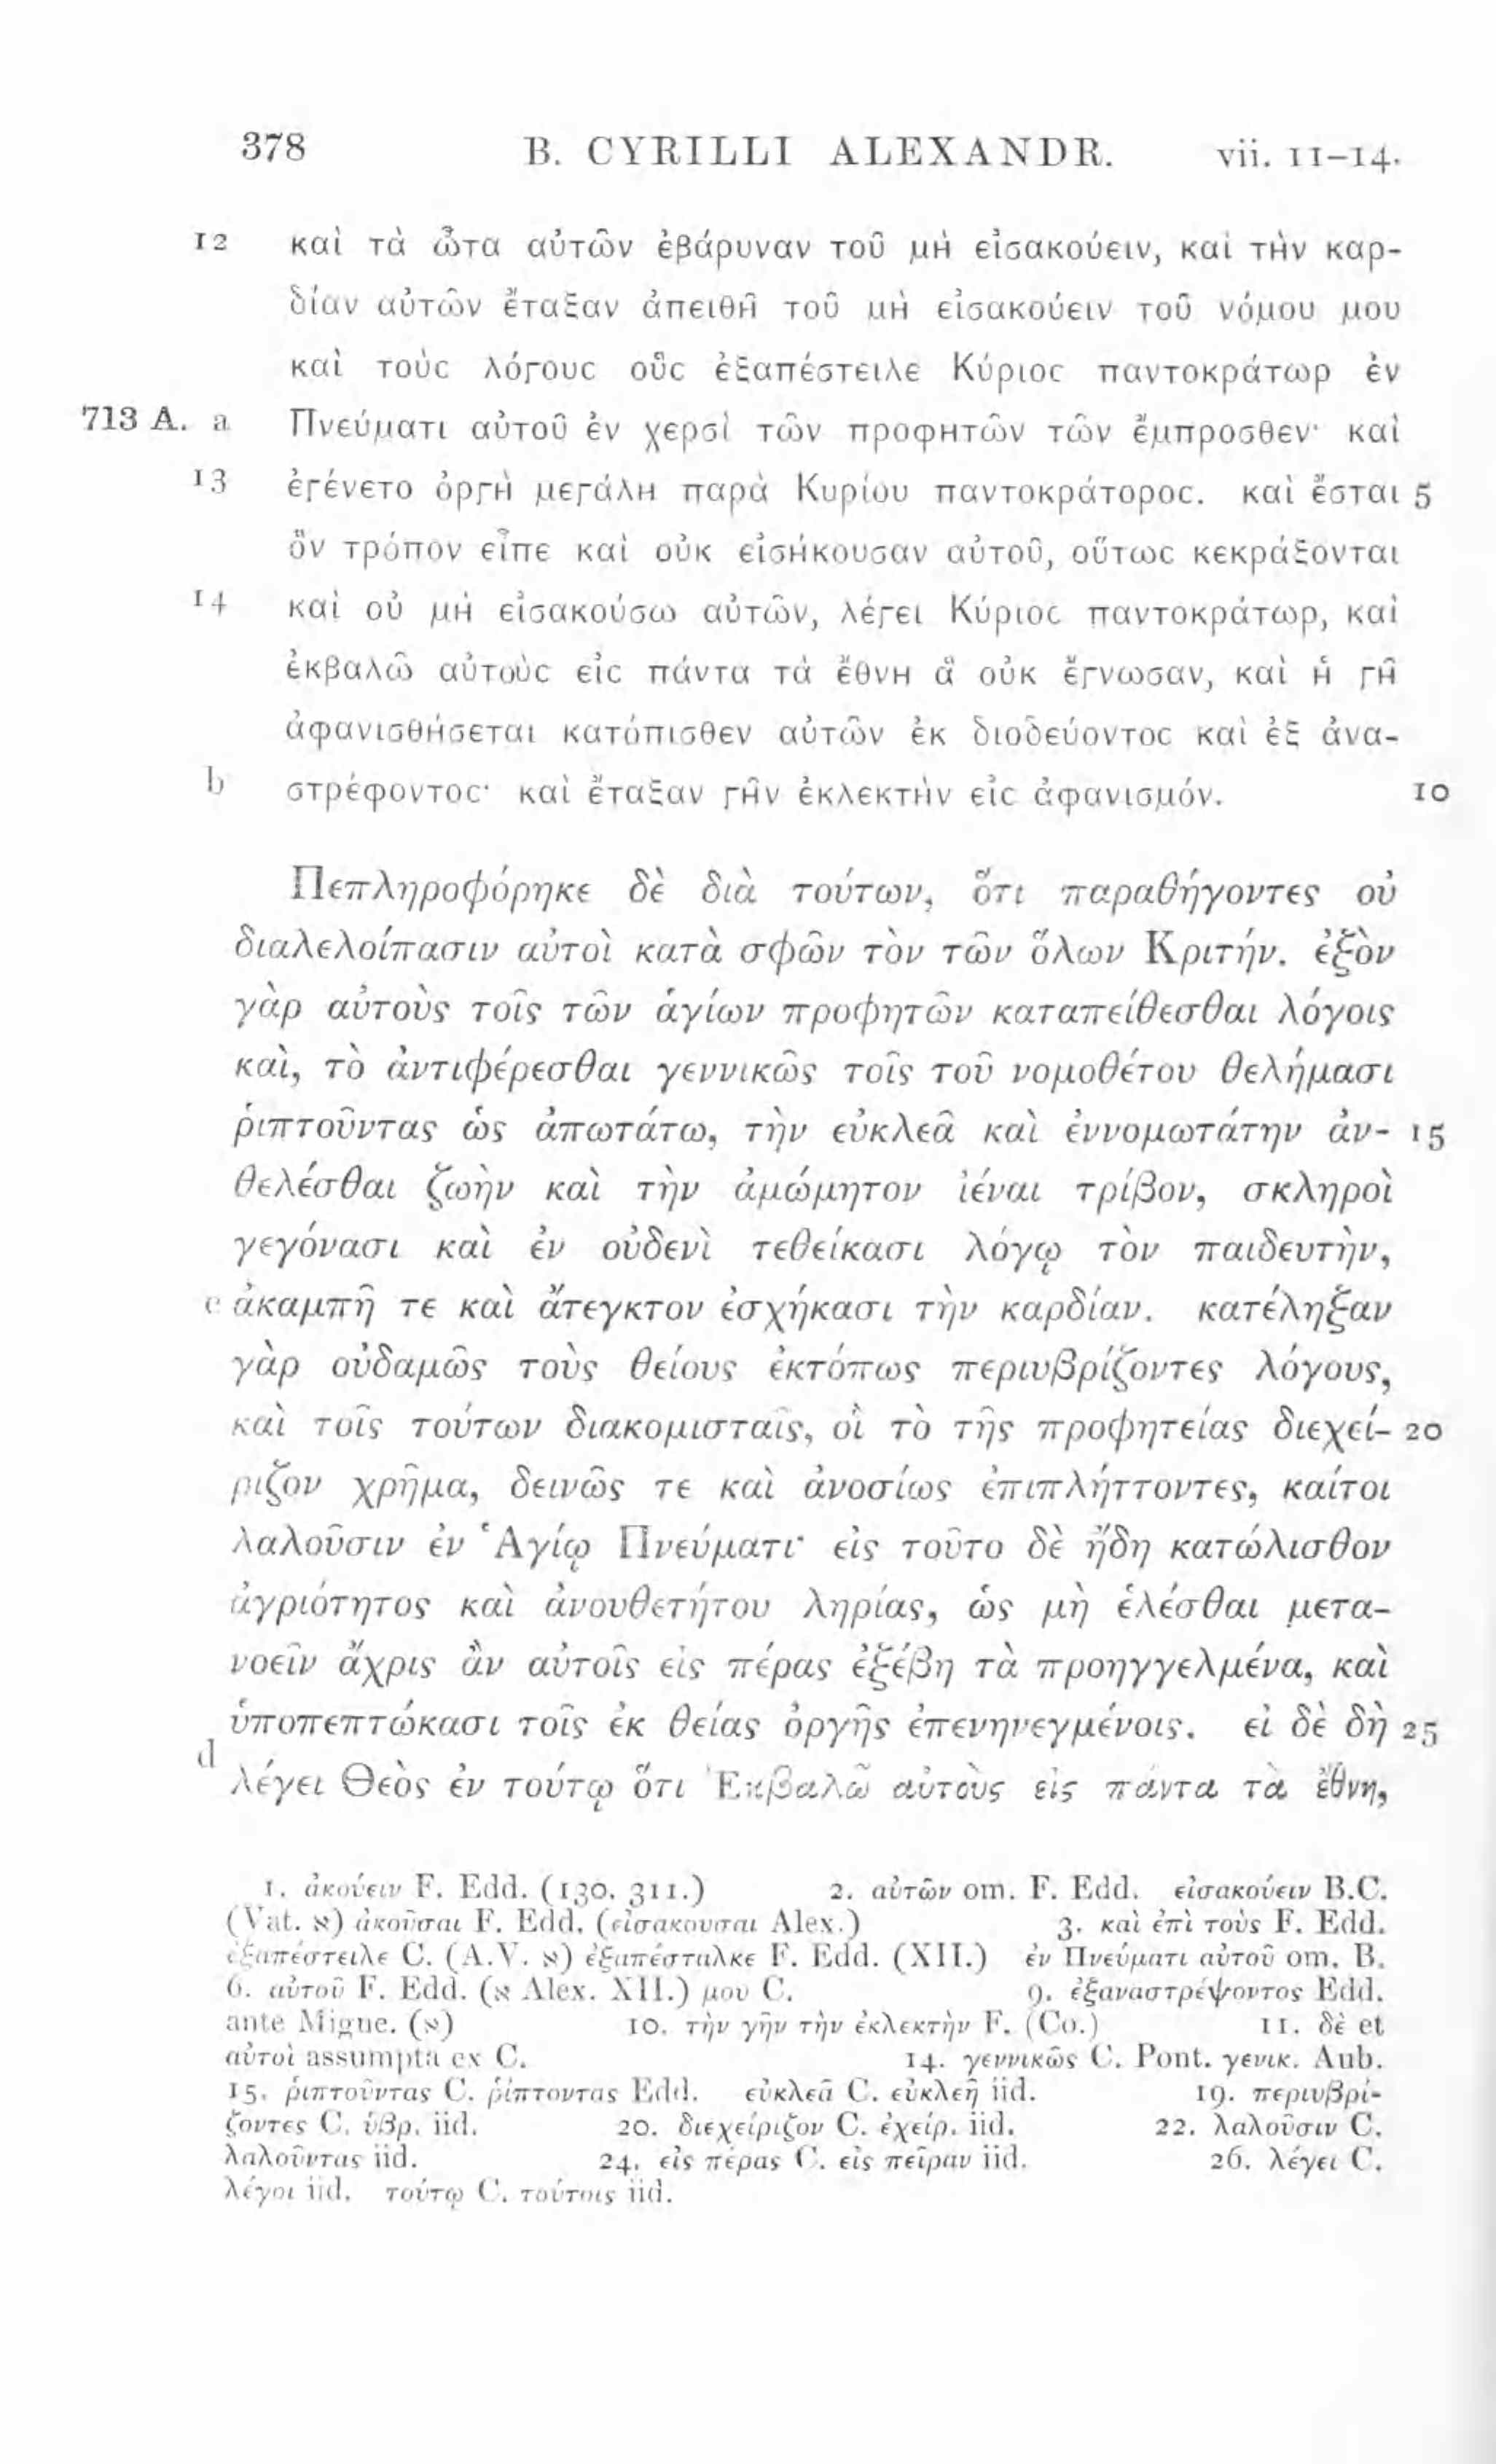 378 B. CYRILLI ALEXANDR. vii. 11–14.
12 καὶ τὰ ὦτα αὐτῶν ἐβάρυναν τοῦ μὴ εἰσακούειν, καὶ τὴν καρ-
δίαν αὐτῶν ἔταξαν ἀπειθῆ τοῦ μὴ εἰσακούειν τοῦ νόμου μου
καὶ τοὺς λόγους οὓς ἐξαπέστειλε Κύριος παντοκράτωρ ἐν
713 A. a Πνεύματι αὐτοῦ ἐν χερσὶ τῶν προφητῶν τῶν ἔμπροσθεν· καὶ
13 ἐγένετο ὀργὴ μεγάλη παρὰ Κυρίου παντοκράτορος. καὶ ἔσται 5
ὃν τρόπον εἶπε καὶ οὐκ εἰσήκουσαν αὐτοῦ, οὕτως κεκράξονται
14 καὶ οὐ μὴ εἰσακούσω αὐτῶν, λέγει Κύριος παντοκράτωρ, καὶ
ἐκβαλῶ αὐτοὺς εἰς πάντα τὰ ἔθνη ἃ οὐκ ἔγνωσαν, καὶ ἡ γῆ
ἀφανισθήσεται κατόπισθεν αὐτῶν ἐκ διοδεύοντος καὶ ἐξ ἀνα-
b στρέφοντος· καὶ ἔταξαν γῆν ἐκλεκτὴν εἰς ἀφανισμόν. 10
Πεπληροφόρηκε δὲ διὰ τούτων, ὅτι παραθήγοντες οὐ
διαλελοίπασιν αὐτοὶ κατὰ σφῶν τὸν τῶν ὅλων Κριτήν. ἐξὸν
γὰρ αὐτοὺς τοῖς τῶν ἁγίων προφητῶν καταπείθεσθαι λόγοις
καὶ, τὸ ἀντιφέρεσθαι γεννικῶς τοῖς τοῦ νομοθέτου θελήμασι
ῥιπτοῦντας ὡς ἀπωτάτω, τὴν εὐκλεᾶ καὶ ἐννομωτάτην ἀν- 15
θελέσθαι ζωὴν καὶ τὴν ἀμώμητον ἰέναι τρίβον, σκληροὶ
γεγόνασι καὶ ἐν οὐδενὶ τεθείκασι λόγῳ τὸν παιδευτὴν,
c ἀκαμπῆ τε καὶ ἄτεγκτον ἐσχήκασι τὴν καρδίαν. κατέληξαν
γὰρ οὐδαμῶς τοὺς θείους ἐκτόπως περιυβρίζοντες λόγους,
καὶ τοῖς τούτων διακομισταῖς, οἳ τὸ τῆς προφητείας διεχεί- 20
ριζον χρῆμα, δεινῶς τε καὶ ἀνοσίως ἐπιπλήττοντες, καίτοι
λαλοῦσιν ἐν Ἁγίῳ Πνεύματι· εἰς τοῦτο δὲ ἤδη κατώλισθον
ἀγριότητος καὶ ἀνουθετήτου ληρίας, ὡς μὴ ἑλέσθαι μετα-
νοεῖν ἄχρις ἂν αὐτοῖς εἰς πέρας ἐξέβη τὰ προηγγελμένα, καὶ
ὑποπεπτώκασι τοῖς ἐκ θείας ὀργῆς ἐπενηνεγμένοις. εἰ δὲ δὴ 25
d λέγει Θεὸς ἐν τούτῳ ὅτι Ἐκβαλῶ αὐτοὺς εἰς πάντα τὰ ἔθνη,
1. ἀκούειν F. Edd. (130. 311.) 2. αὐτῶν om. F. Edd. εἰσακούειν B.C.
(Vat. א) ἀκοῦσαι F. Edd. (εἰσακουσαι Alex.) 3. καὶ ἐπὶ τοὺς F. Edd.
ἐξαπέστειλε C. (A.V. א) ἐξαπέσταλκε F. Edd. (XII.) ἐν Πνεύματι αὐτοῦ om. B.
6. αὐτοῦ F. Edd. (א Alex. XII.) μου C. 9. ἐξαναστρέψοντος Edd.
ante Migne. (א) 10. τὴν γῆν τὴν ἐκλεκτὴν F. (Co.) 11. δὲ et
αὐτοὶ assumpta ex C. 14. γεννικῶς C. Pont. γενικ. Aub.
15. ῥιπτοῦντας C. ῥίπτοντας Edd. εὐκλεᾶ C. εὐκλεῆ iid. 19. περιυβρί-
ζοντες C. ὑβρ. iid. 20. διεχείριζον C. ἐχείρ. iid. 22. λαλοῦσιν C.
λαλοῦντας iid. 24. εἰς πέρας C. εἰς πεῖραν iid. 26. λέγει C.
λέγοι iid. τούτῳ C. τούτοις iid.